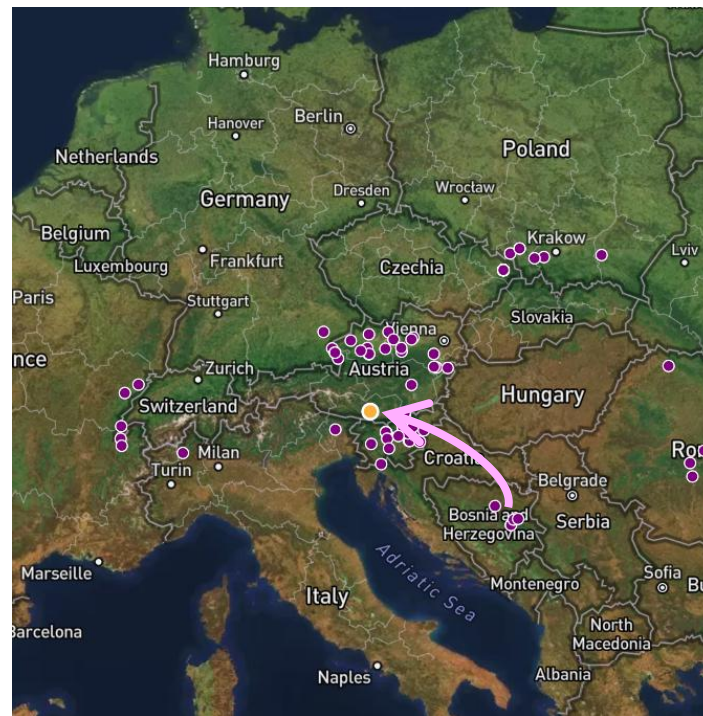 Hamburg
Hanover
Berlin
Netherlands
Poland
Germany
Dresden
Wrocław
Belgium
Krakow
Lviv
Luxembourg
Frankfurt
Czechia
Paris
Stuttgart
Slovakia
Vienna
nce
Zurich
Austria
Switzerland
Hungary
Milan
Turin
Croatia
Ro
Belgrade
Bosnia and
Herzegovina
Serbia
Adriatic Sea
Marseille
Montenegro
Sofia
Bu
Italy
Barcelona
North
Macedonia
Naples
Albania